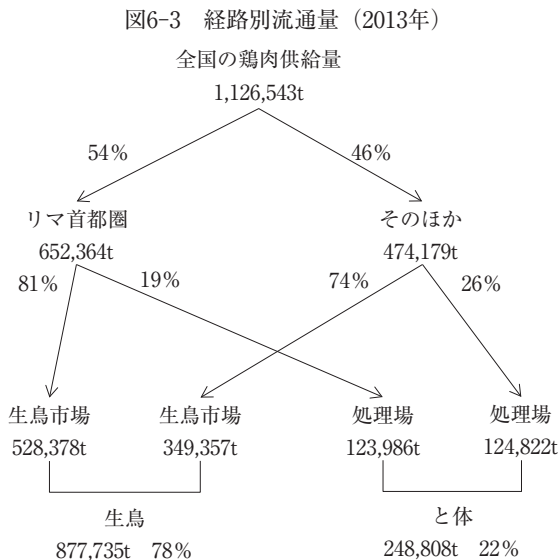 図6-3　経路別流通量（2013年）
全国の鶏肉供給量
1,126,543t
54%　46%
リマ首都圏　そのほか
652,364t　474,179t
81%　19%　74%　26%
生鳥市場　生鳥市場　処理場　処理場
528,378t　349,357t　123,986t　124,822t
生鳥　と体
877,735t　78%　248,808t　22%